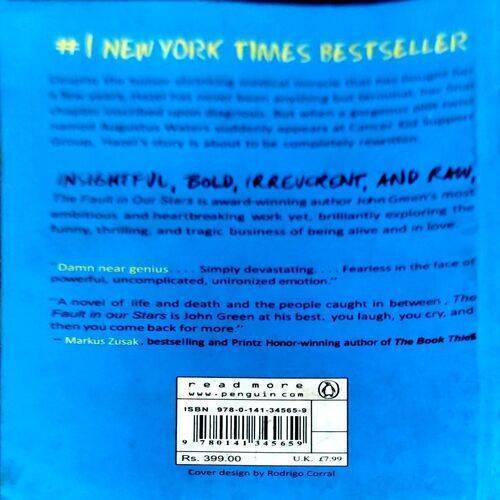 #1 NEW YORK TIMES BESTSELLER
Despite the tumor-shrinking medical miracle that has bought her
a few years, Hazel has never been anything but terminal, her final
chapter inscribed upon diagnosis. But when a gorgeous plot twist
named Augustus Waters suddenly appears at Cancer Kid Support
Group, Hazel's story is about to be completely rewritten.
INSIGHTFUL, BOLD, IRREVERENT, AND RAW,
The Fault in Our Stars is award-winning author John Green's most
ambitious and heartbreaking work yet, brilliantly exploring the
funny, thrilling, and tragic business of being alive and in love.
"Damn near genius . . . . Simply devastating. . . . Fearless in the face of
powerful, uncomplicated, unironized emotion."
"A novel of life and death and the people caught in between , The
Fault in our Stars is John Green at his best. you laugh, you cry, and
then you come back for more."
– Markus Zusak, bestselling and Printz Honor-winning author of The Book Thief
read more
www.penguin.com
ISBN 978-0-141-34565-9
9 780141 345659
Rs. 399.00 U.K. £7.99
Cover design by Rodrigo Corral